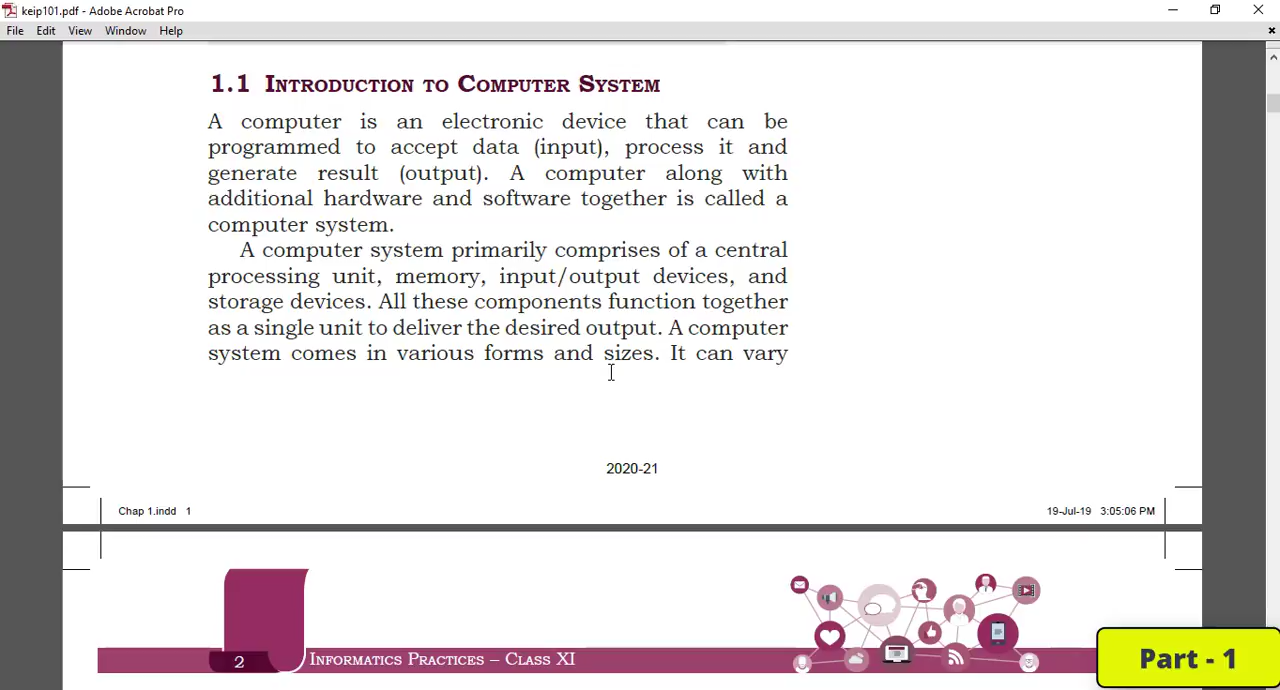 keip101.pdf - Adobe Acrobat Pro
File Edit View Window Help
1.1 Introduction to Computer System
A computer is an electronic device that can be
programmed to accept data (input), process it and
generate result (output). A computer along with
additional hardware and software together is called a
computer system.
A computer system primarily comprises of a central
processing unit, memory, input/output devices, and
storage devices. All these components function together
as a single unit to deliver the desired output. A computer
system comes in various forms and sizes. It can vary
2020-21
Chap 1.indd 1
19-Jul-19 3:05:06 PM
2
Informatics Practices – Class XI
Part - 1